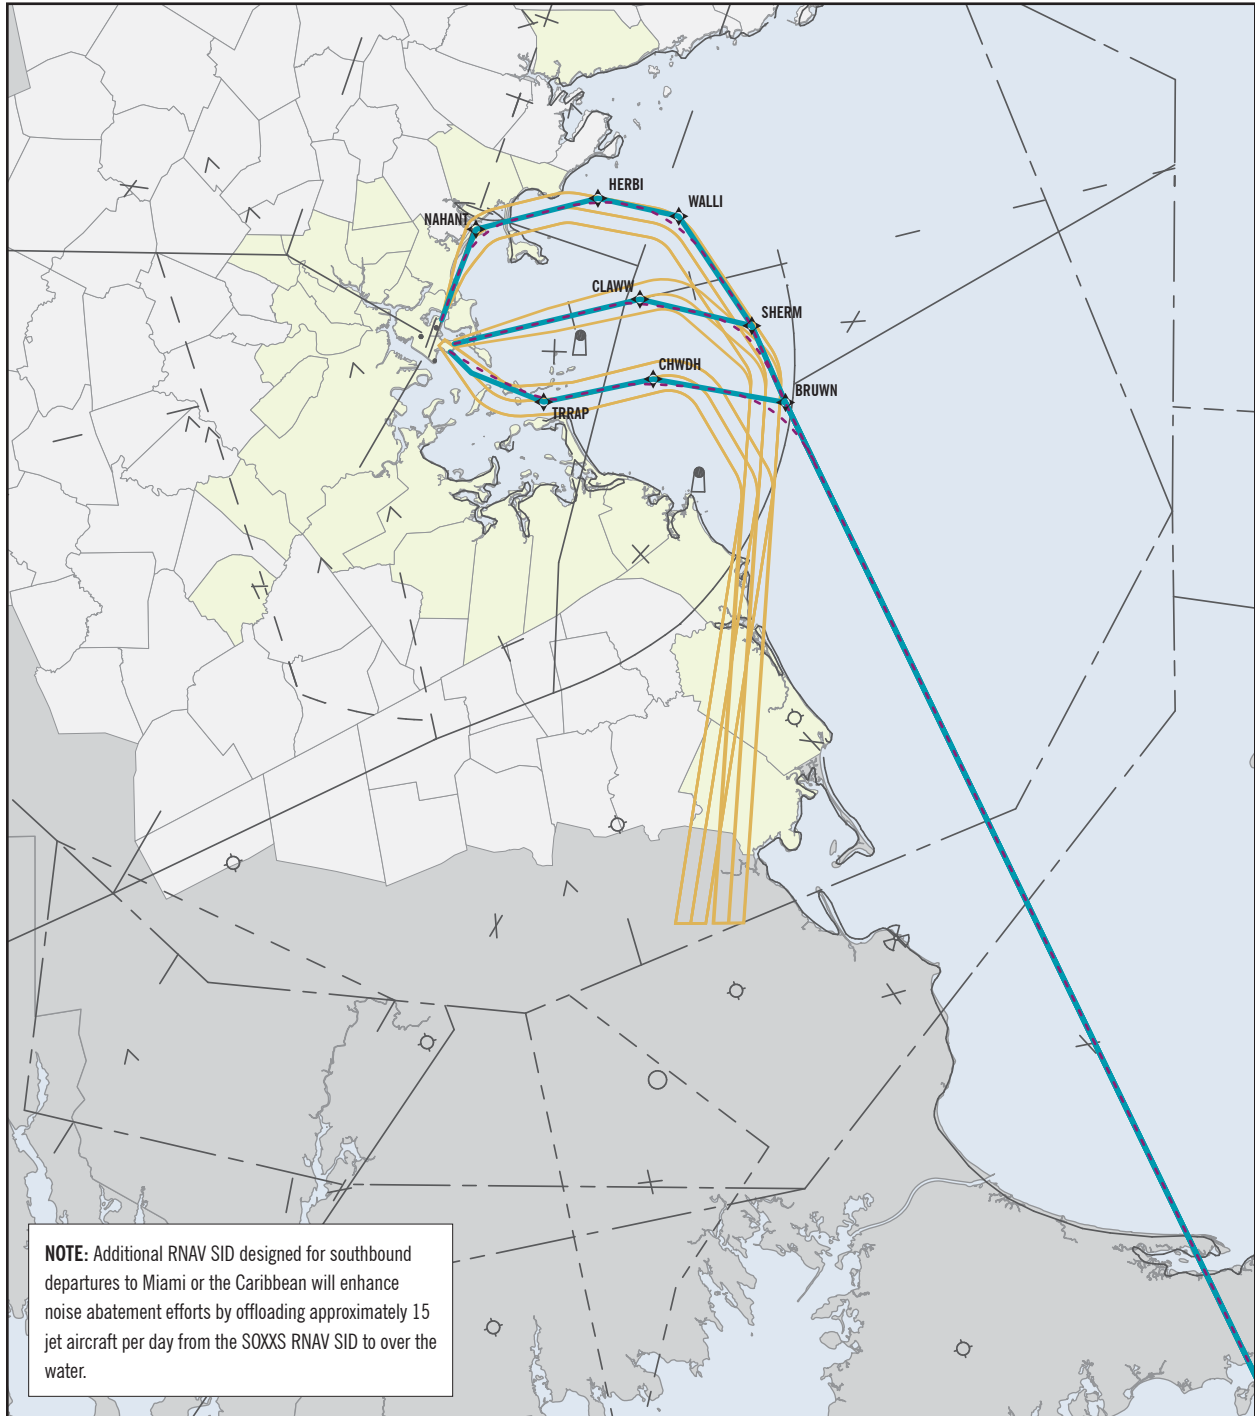 HERBI
WALLI
NAHANT
CLAWW
SHERM
CHWDH
BRUWN
TRRAP
NOTE: Additional RNAV SID designed for southbound
departures to Miami or the Caribbean will enhance
noise abatement efforts by offloading approximately 15
jet aircraft per day from the SOXXS RNAV SID to over the
water.